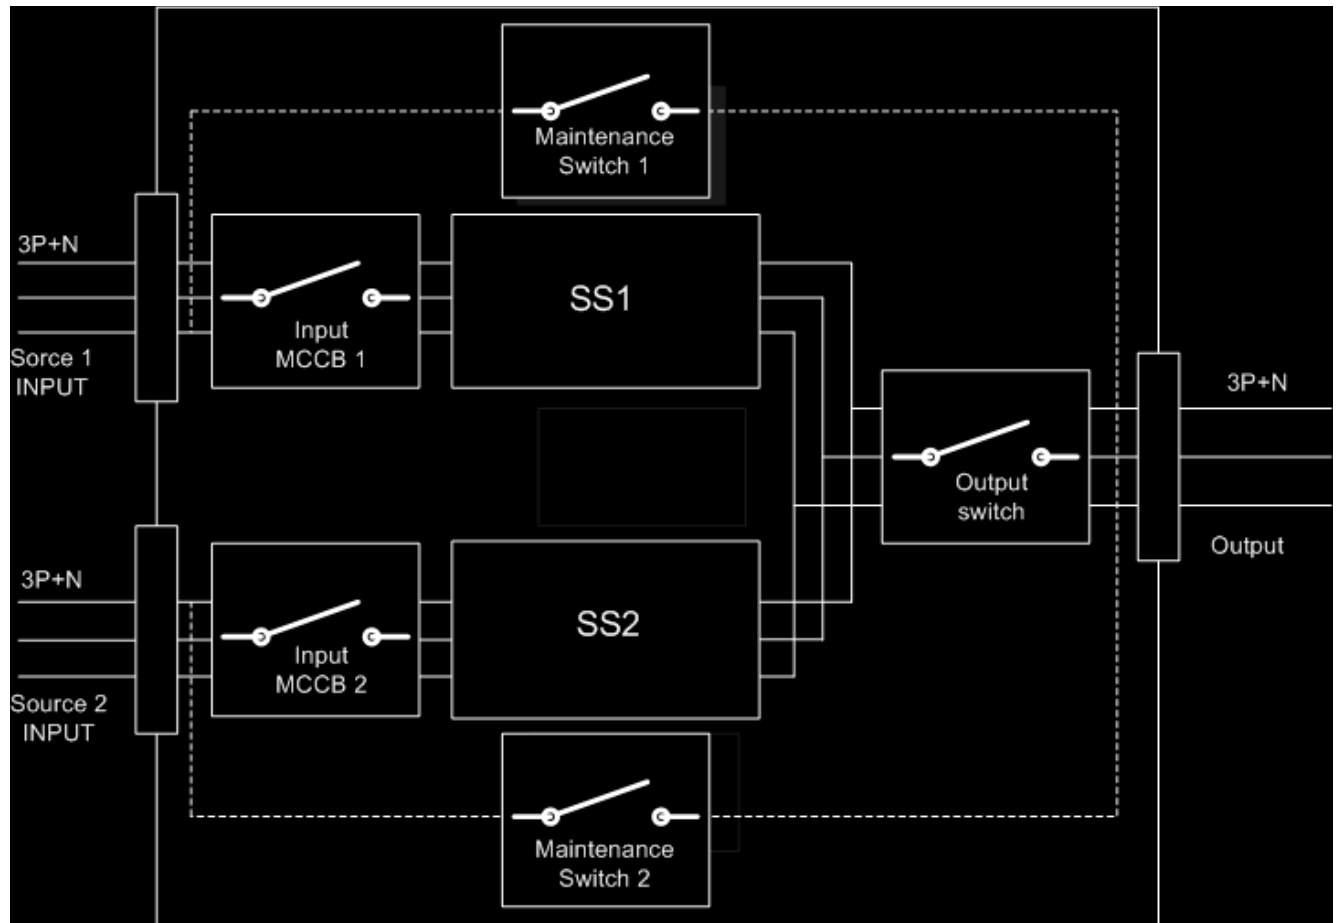 Maintenance
Switch 1
3P+N
Sorce 1
INPUT
Input
MCCB 1
SS1
3P+N
Output
switch
Output
3P+N
Source 2
INPUT
Input
MCCB 2
SS2
Maintenance
Switch 2